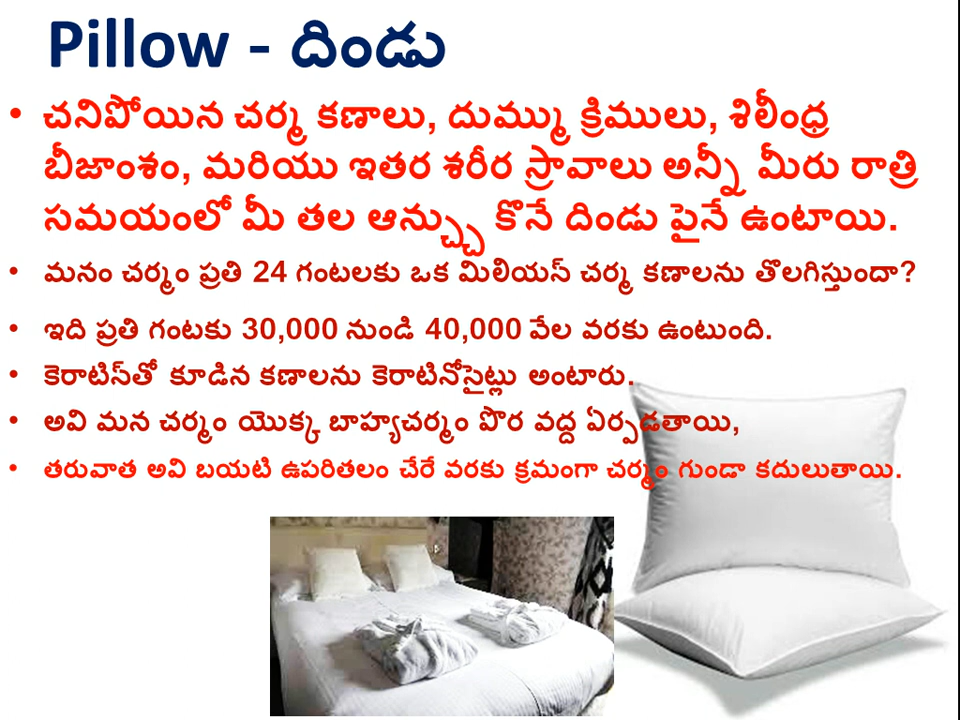 Pillow - దిండు
• చనిపోయిన చర్మ కణాలు, దుమ్ము క్రిములు, శిలీంధ్ర
బీజాంశం, మరియు ఇతర శరీర స్రావాలు అన్నీ మీరు రాత్రి
సమయంలో మీ తల ఆన్చ్చు కొనే దిండు పైనే ఉంటాయి.
• మనం చర్మం ప్రతి 24 గంటలకు ఒక మిలియన్ చర్మ కణాలను తొలగిస్తుందా?
• ఇది ప్రతి గంటకు 30,000 నుండి 40,000 వేల వరకు ఉంటుంది.
• కెరాటిన్‌తో కూడిన కణాలను కెరాటినోసైట్లు అంటారు.
• అవి మన చర్మం యొక్క బాహ్యచర్మం పొర వద్ద ఏర్పడతాయి,
• తరువాత అవి బయటి ఉపరితలం చేరే వరకు క్రమంగా చర్మం గుండా కదులుతాయి.